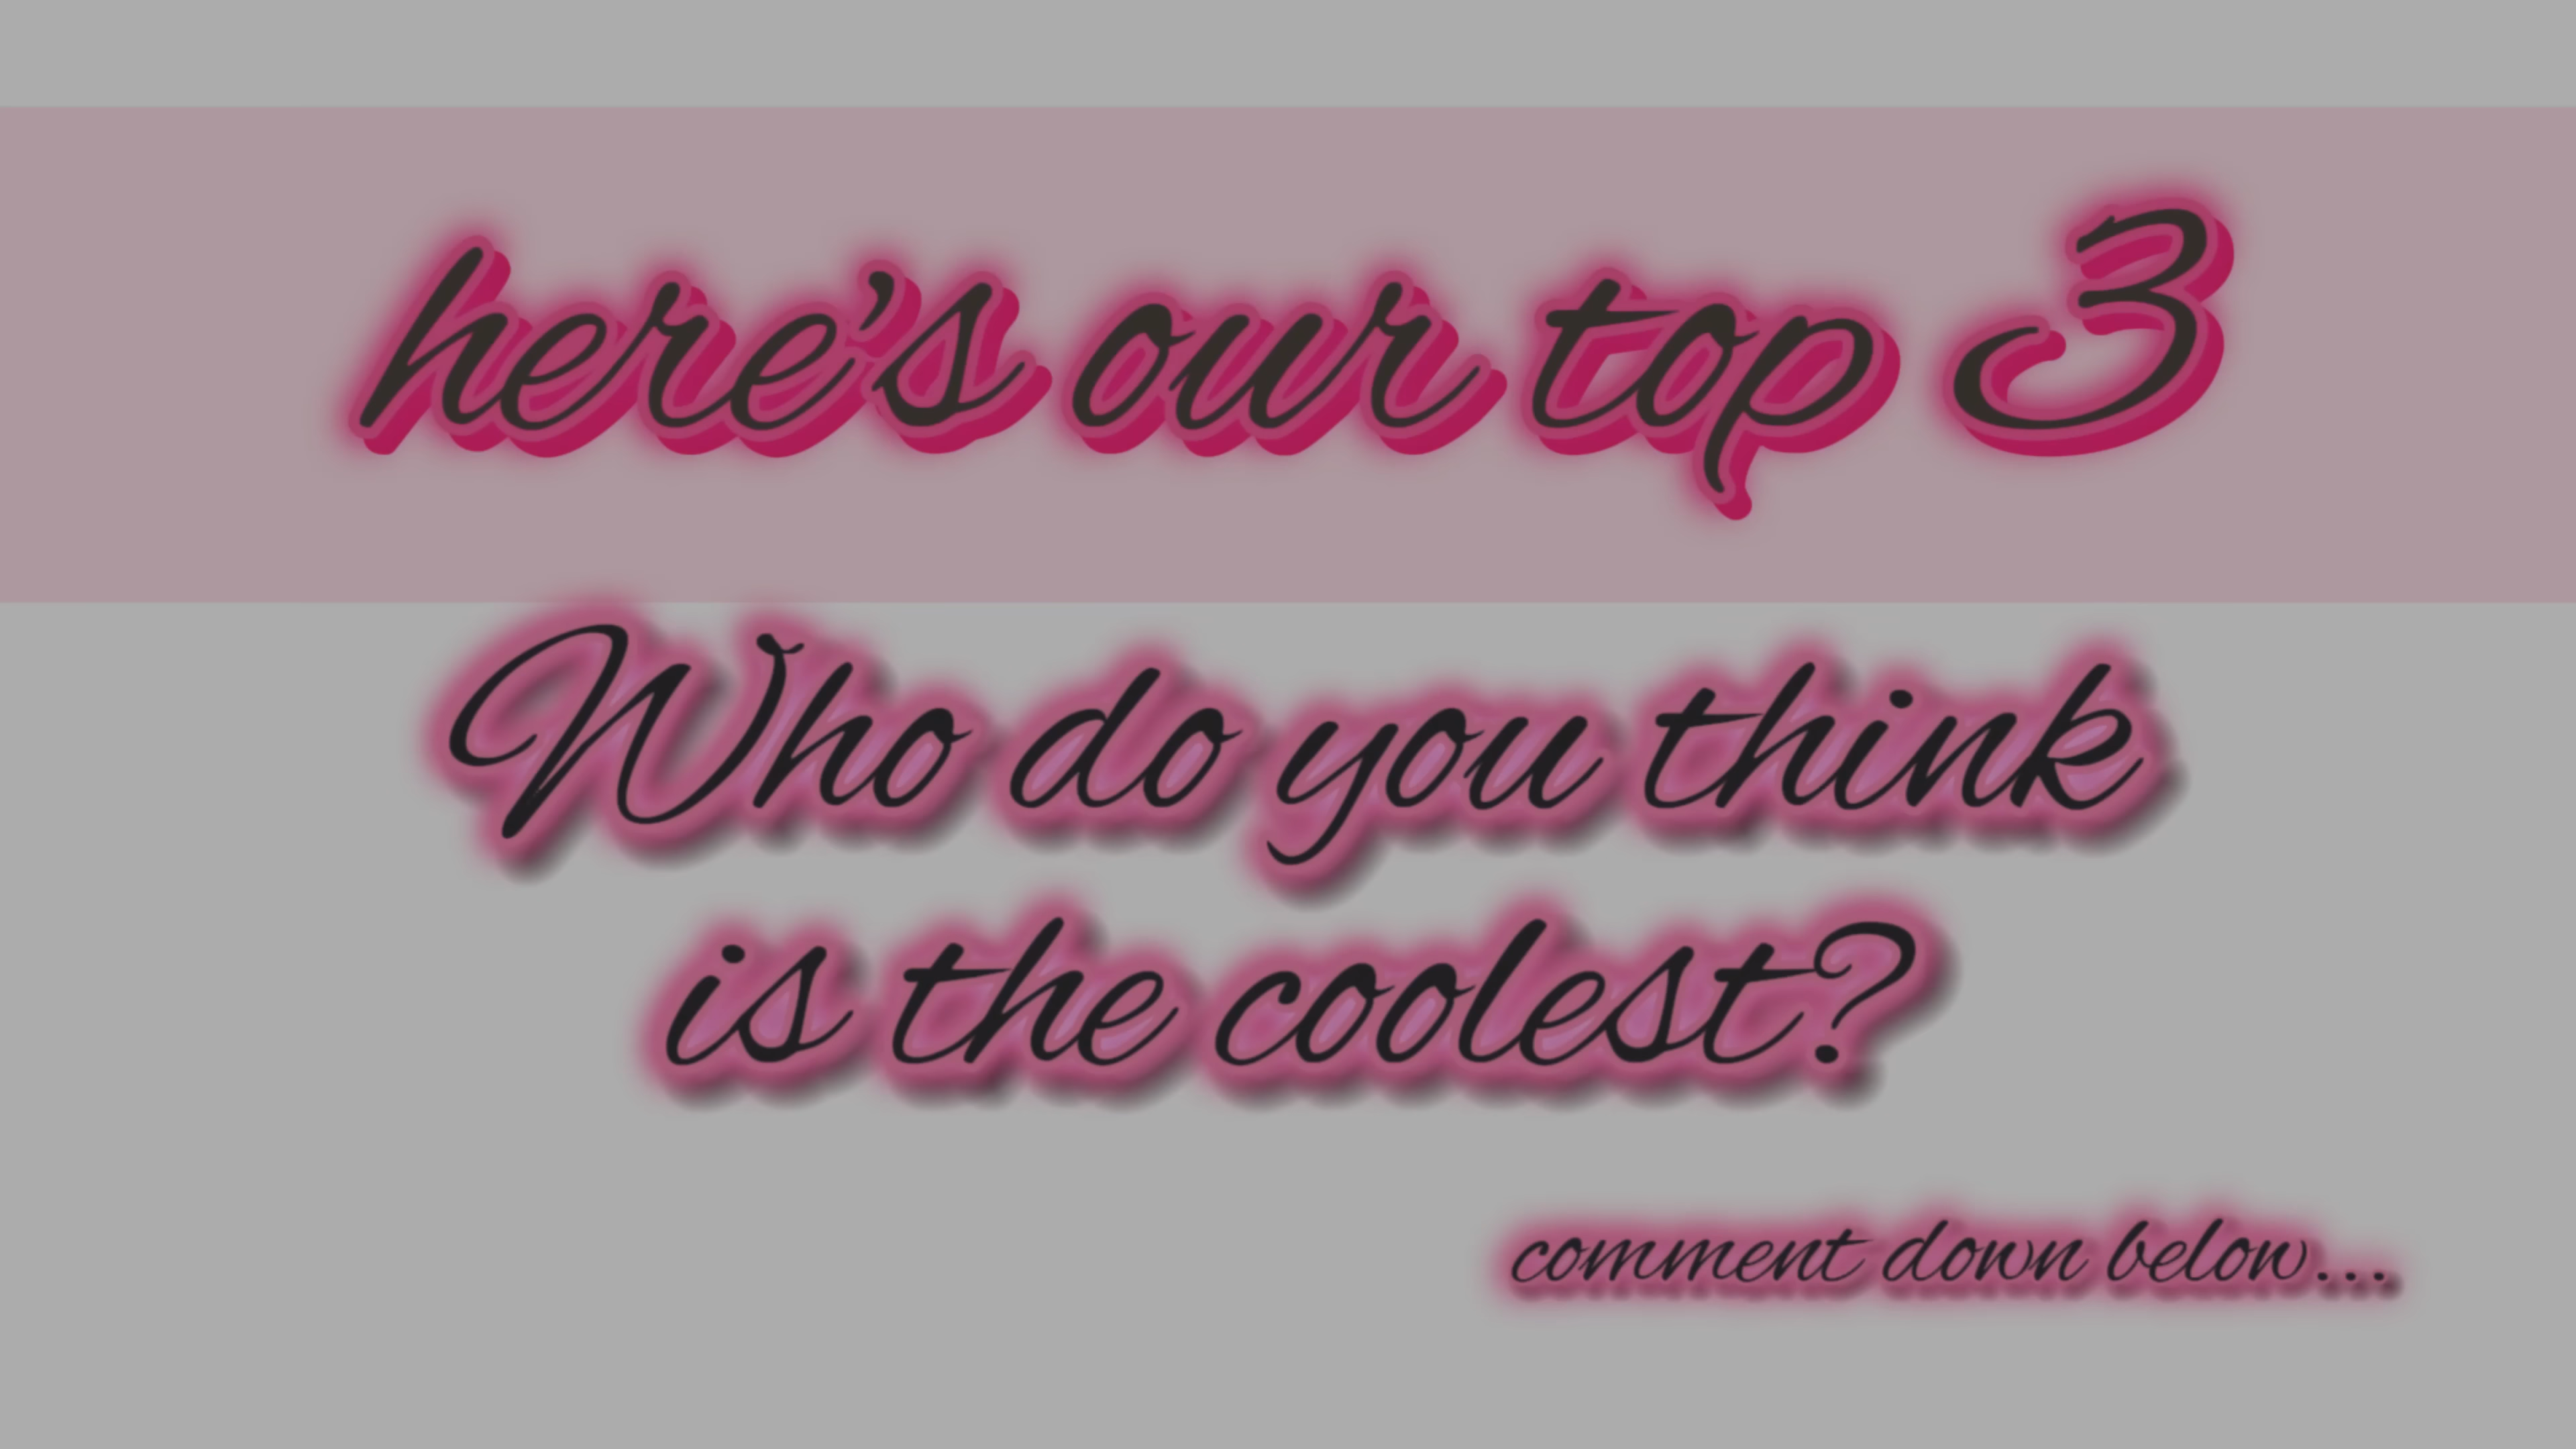 here's our top 3
Who do you think
is the coolest?
comment down below...